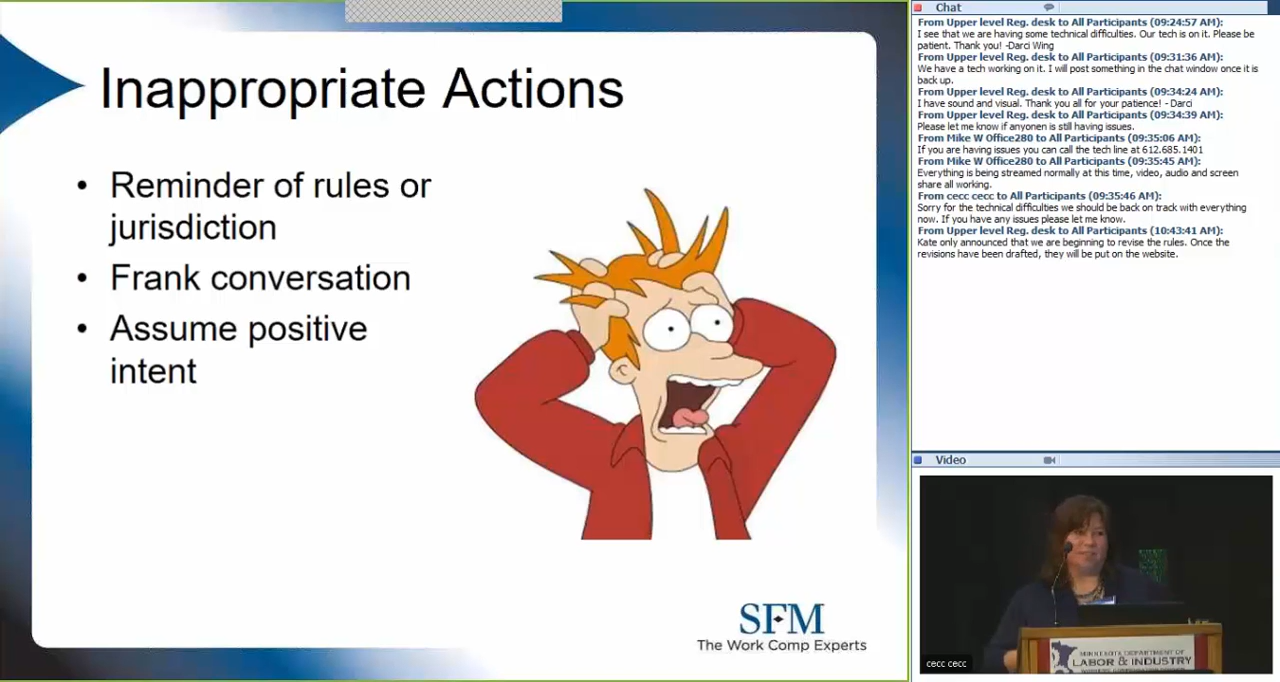 Inappropriate Actions
• Reminder of rules or
jurisdiction
• Frank conversation
• Assume positive
intent
SFM
The Work Comp Experts
Chat
From Upper level Reg. desk to All Participants (09:24:57 AM):
I see that we are having some technical difficulties. Our tech is on it. Please be
patient. Thank you! -Darci Wing
From Upper level Reg. desk to All Participants (09:31:36 AM):
We have a tech working on it. I will post something in the chat window once it is
back up.
From Upper level Reg. desk to All Participants (09:34:24 AM):
I have sound and visual. Thank you all for your patience! - Darci
From Upper level Reg. desk to All Participants (09:34:39 AM):
Please let me know if anyonen is still having issues.
From Mike W Office280 to All Participants (09:35:06 AM):
If you are having issues you can call the tech line at 612.685.1401
From Mike W Office280 to All Participants (09:35:45 AM):
Everything is being streamed normally at this time, video, audio and screen
share all working.
From cecc cecc to All Participants (09:35:46 AM):
Sorry for the technical difficulties we should be back on track with everything
now. If you have any issues please let me know.
From Upper level Reg. desk to All Participants (10:43:41 AM):
Kate only announced that we are beginning to revise the rules. Once the
revisions have been drafted, they will be put on the website.
Video
MINNESOTA DEPARTMENT OF
LABOR & INDUSTRY
cecc cecc